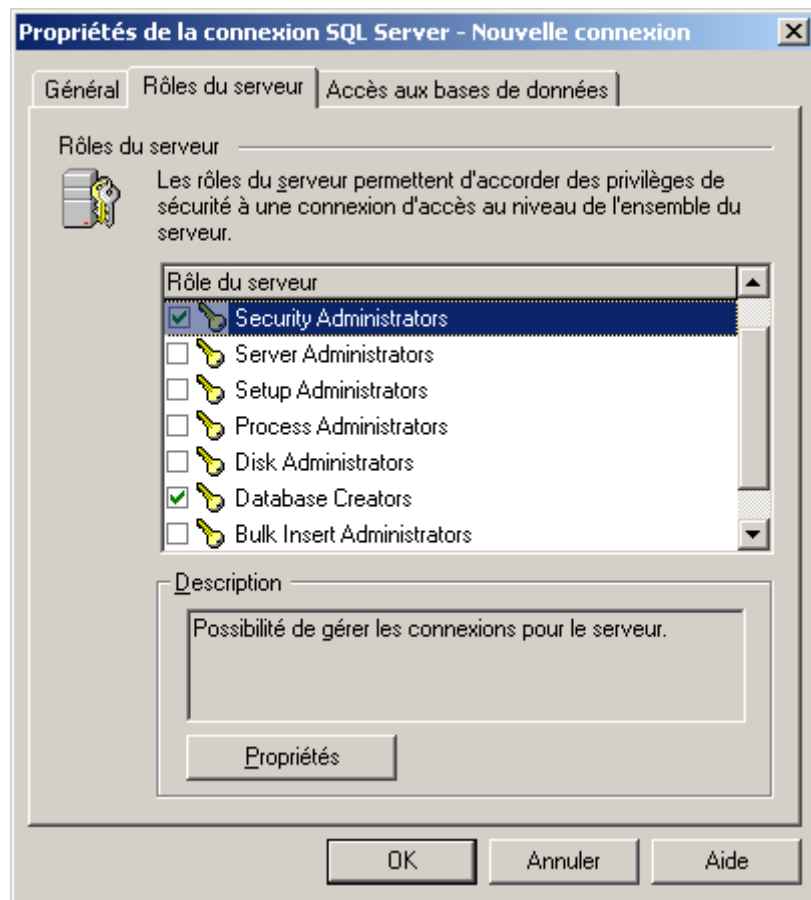 Propriétés de la connexion SQL Server - Nouvelle connexion
Général Rôles du serveur Accès aux bases de données
Rôles du serveur
Les rôles du serveur permettent d'accorder des privilèges de
sécurité à une connexion d'accès au niveau de l'ensemble du
serveur.
Rôle du serveur
Security Administrators
Server Administrators
Setup Administrators
Process Administrators
Disk Administrators
Database Creators
Bulk Insert Administrators
Description
Possibilité de gérer les connexions pour le serveur.
Propriétés
OK Annuler Aide